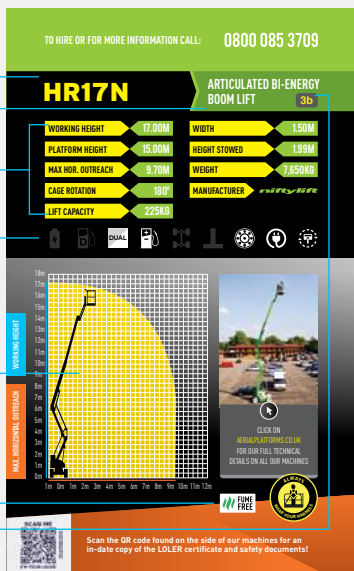 TO HIRE OR FOR MORE INFORMATION CALL: 0800 085 3709
HR17N
ARTICULATED BI-ENERGY
BOOM LIFT 3b
WORKING HEIGHT 17.00M
PLATFORM HEIGHT 15.00M
MAX HOR. OUTREACH 9.70M
CAGE ROTATION 180°
LIFT CAPACITY 225KG
WIDTH 1.50M
HEIGHT STOWED 1.99M
WEIGHT 7,650KG
MANUFACTURER niftylift
DUAL
WORKING HEIGHT
MAX. HORIZONTAL OUTREACH
18m
17m
16m
15m
14m
13m
12m
11m
10m
9m
8m
7m
6m
5m
4m
3m
2m
1m
0m
1m 0m 1m 2m 3m 4m 5m 6m 7m 8m 9m 10m 11m 12m
CLICK ON
AERIALPLATFORMS.CO.UK
FOR OUR FULL TECHNICAL
DETAILS ON ALL OUR MACHINES
FUME
FREE
ALWAYS
SCAN ME
Scan the QR code found on the side of our machines for an
in-date copy of the LOLER certificate and safety documents!